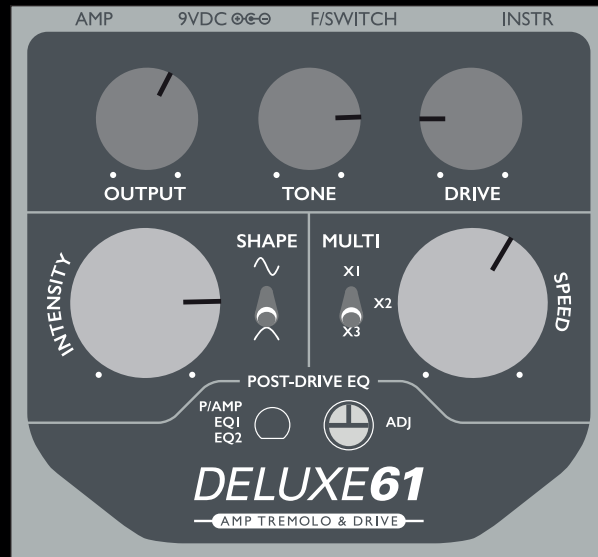 AMP 9VDC F/SWITCH INSTR
OUTPUT TONE DRIVE
SHAPE MULTI
INTENSITY
X1
X2
X3
SPEED
POST-DRIVE EQ
P/AMP
EQ1
EQ2
ADJ
DELUXE61
AMP TREMOLO & DRIVE